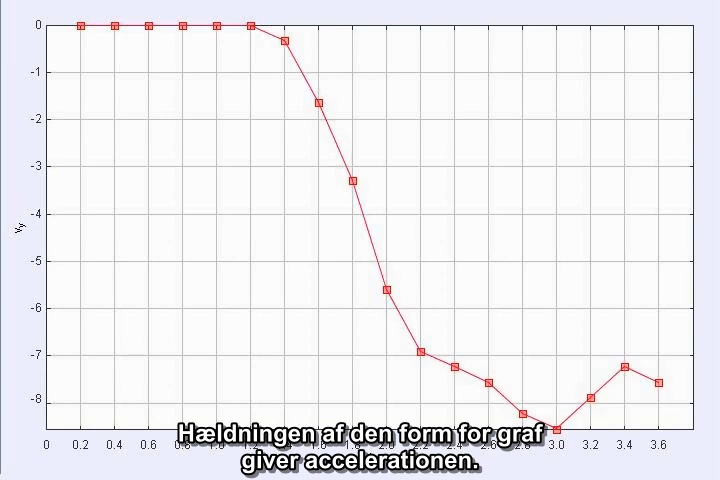 0
-1
-2
-3
-4
-5
-6
-7
-8
vy
0 0.2 0.4 0.6 0.8 1.0 1.2 1.4 1.6 1.8 2.0 2.2 2.4 2.6 2.8 3.0 3.2 3.4 3.6
Hældningen af den form for graf
giver accelerationen.